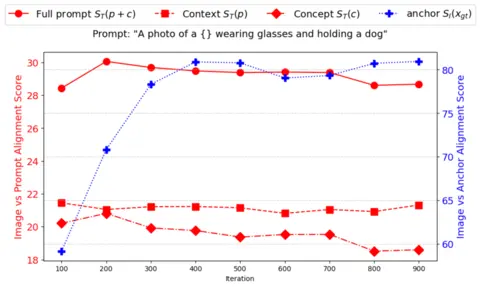 Full prompt S_T(p + c)
Context S_T(p)
Concept S_T(c)
anchor S_I(x_gt)
Prompt: "A photo of a {} wearing glasses and holding a dog"
Image vs Prompt Alignment Score
30
28
26
24
22
20
18
80
75
70
65
60
Image vs Anchor Alignment Score
100 200 300 400 500 600 700 800 900
Iteration